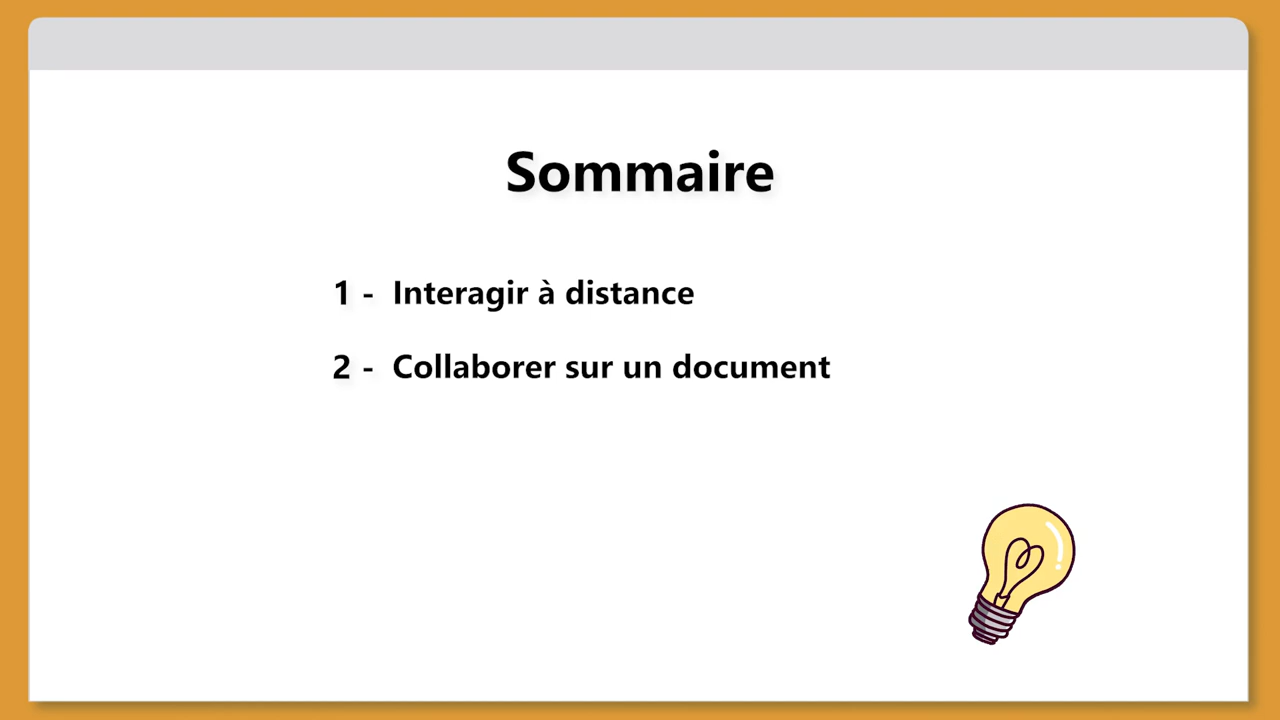 Sommaire
1 - Interagir à distance
2 - Collaborer sur un document